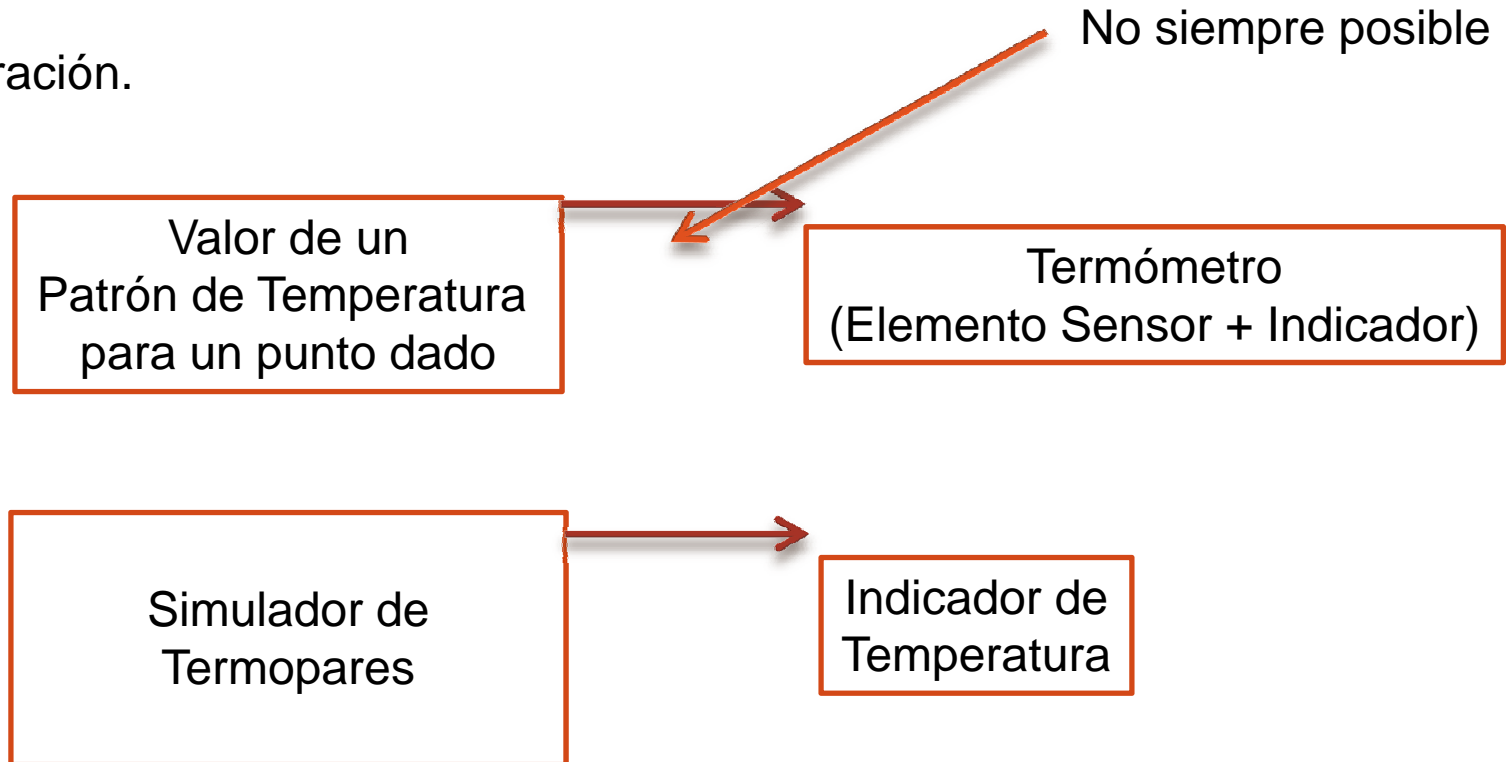 No siempre posible
ración.
Valor de un
Patrón de Temperatura
para un punto dado
Termómetro
(Elemento Sensor + Indicador)
Simulador de
Termopares
Indicador de
Temperatura